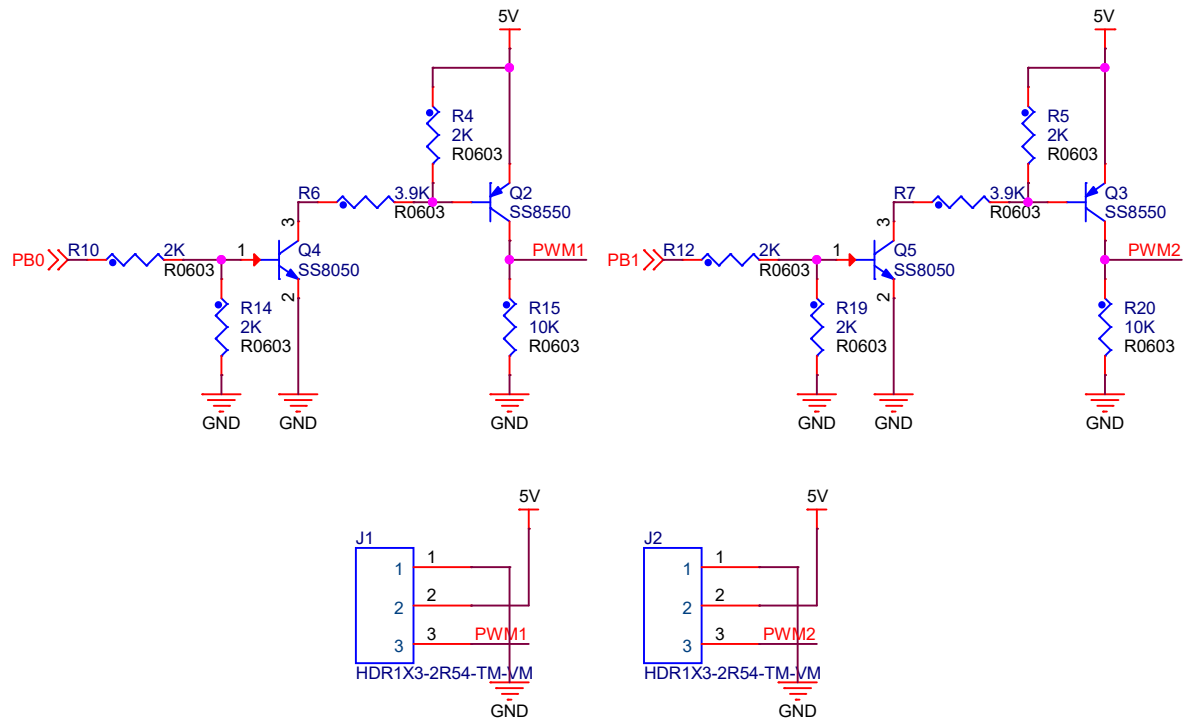 5V
R4
2K
R0603
R6
3.9K
R0603
Q2
SS8550
PB0
R10
2K
R0603
1
3
Q4
SS8050
2
PWM1
R14
2K
R0603
R15
10K
R0603
GND
GND
GND
5V
R5
2K
R0603
R7
3.9K
R0603
Q3
SS8550
PB1
R12
2K
R0603
1
3
Q5
SS8050
2
PWM2
R19
2K
R0603
R20
10K
R0603
GND
GND
GND
5V
J1
1
1
2
2
3
3
PWM1
HDR1X3-2R54-TM-VM
GND
5V
J2
1
1
2
2
3
3
PWM2
HDR1X3-2R54-TM-VM
GND